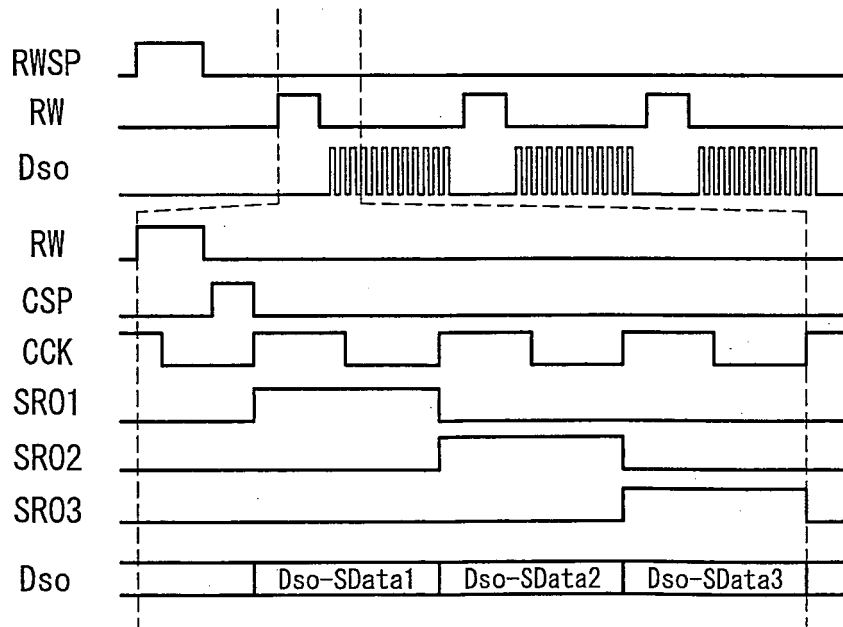 RWSP
RW
Dso
RW
CSP
CCK
SRO1
SRO2
SRO3
Dso Dso-SData1 Dso-SData2 Dso-SData3